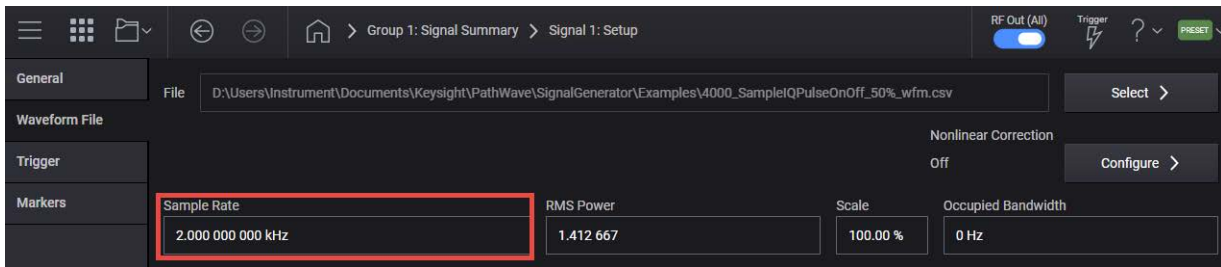 RF Out (All)
Trigger
Group 1: Signal Summary > Signal 1: Setup
?
PRESET
General
File
D:\Users\Instrument\Documents\Keysight\PathWave\SignalGenerator\Examples\4000_SampleIQPulseOnOff_50%_wfm.csv
Select >
Waveform File
Nonlinear Correction
Trigger
Off
Configure >
Markers
Sample Rate
RMS Power
Scale
Occupied Bandwidth
2.000 000 000 kHz
1.412 667
100.00 %
0 Hz